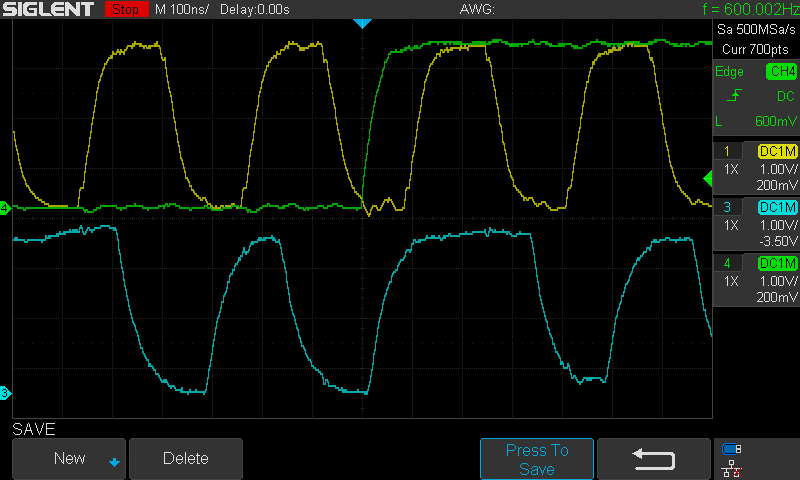 SIGLENT Stop M 100ns/ Delay:0.00s AWG: f = 600.002Hz
Sa 500MSa/s
Curr 700pts
Edge CH4
DC
L 600mV
1 DC1M
1X 1.00V/
200mV
3 DC1M
1X 1.00V/
-3.50V
4 DC1M
1X 1.00V/
200mV
4
3
SAVE
New Delete Press To
Save